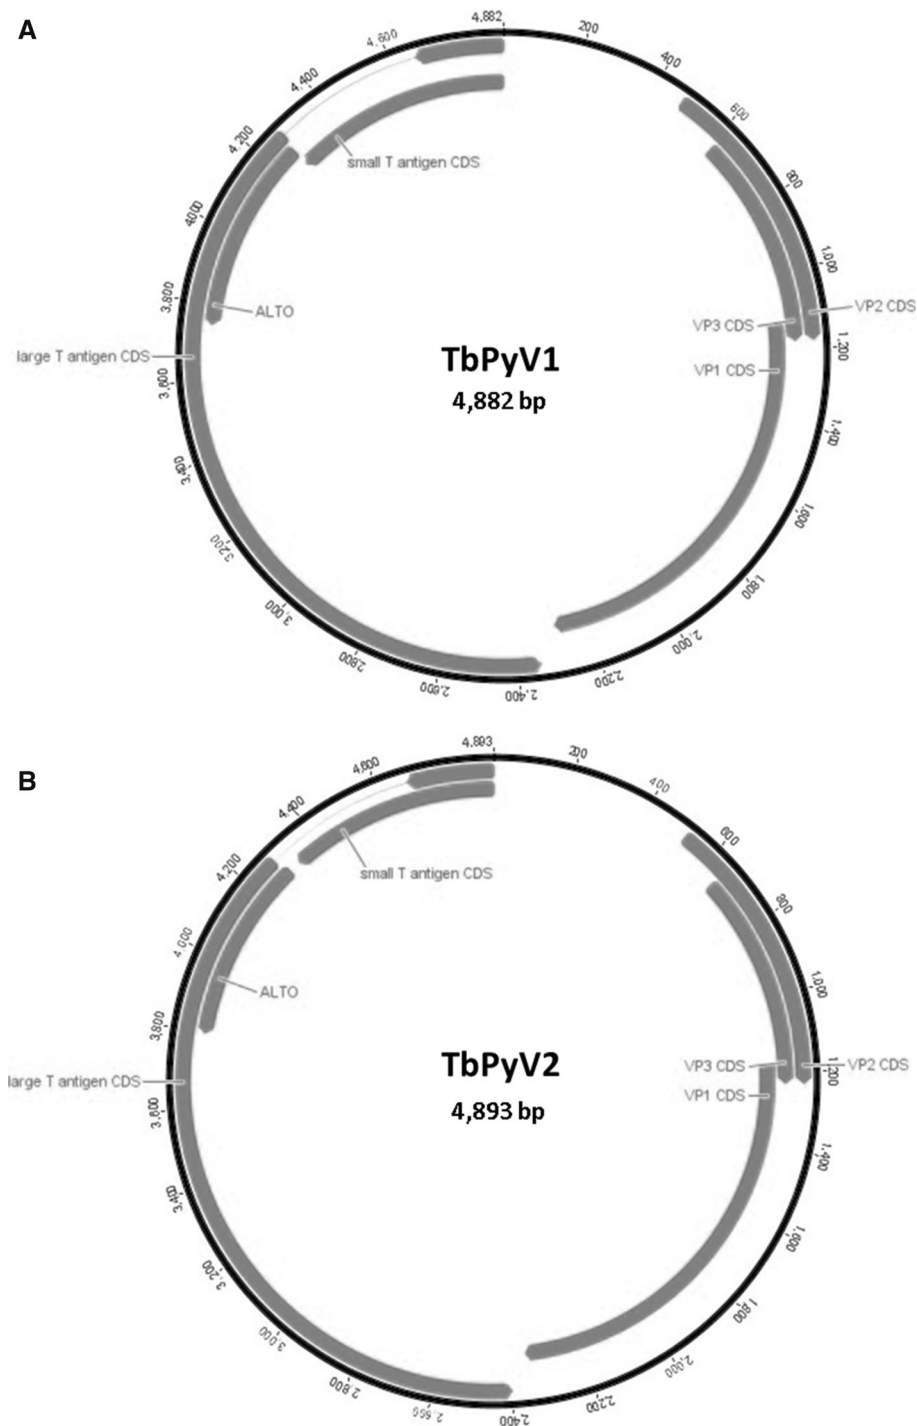 A
4,882
200
400
600
800
1,000
1,200
1,400
1,600
1,800
2,000
2,200
2,400
2,600
2,800
3,000
3,200
3,400
3,600
3,800
4,000
4,200
4,400
4,600
small T antigen CDS
ALTO
large T antigen CDS
VP3 CDS
VP2 CDS
VP1 CDS
TbPyV1
4,882 bp
B
4,893
200
400
600
800
1,000
1,200
1,400
1,600
1,800
2,000
2,200
2,400
2,800
3,000
3,200
3,400
3,600
3,800
4,000
4,200
4,400
4,600
small T antigen CDS
ALTO
large T antigen CDS
VP3 CDS
VP2 CDS
VP1 CDS
TbPyV2
4,893 bp